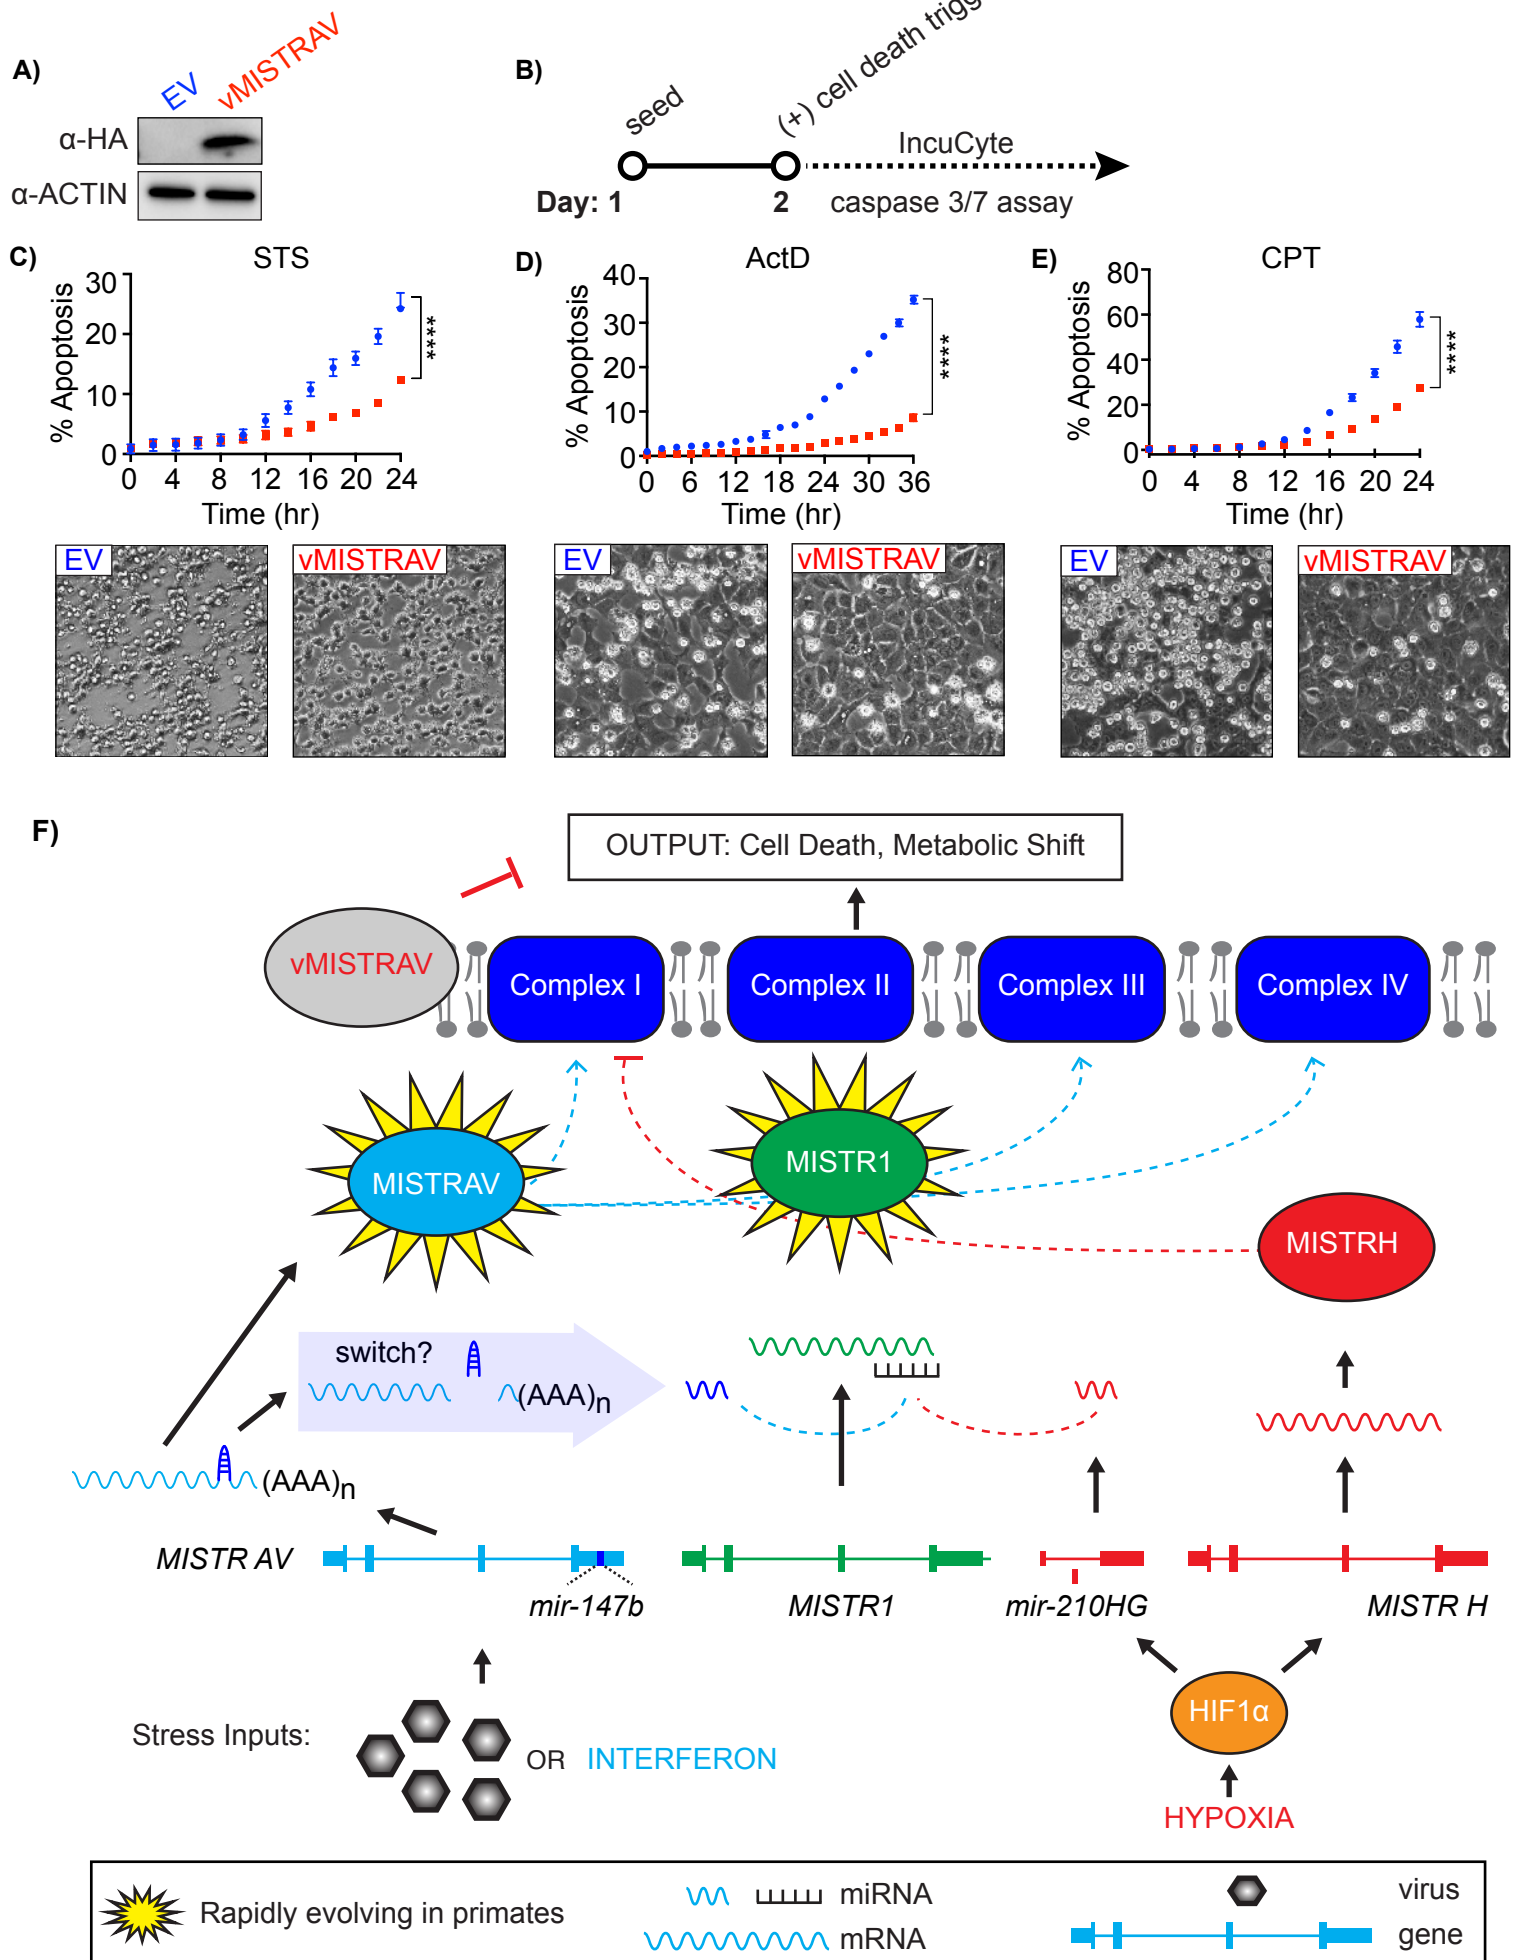 A)
EV
vMISTRAV
α-HA
α-ACTIN
B)
seed
(+) cell death
IncuCyte
Day: 1
2
caspase 3/7 assay
C)
STS
% Apoptosis
30
20
10
0
0 4 8 12 16 20 24
Time (hr)
****
EV
vMISTRAV
D)
ActD
% Apoptosis
40
30
20
10
0
0 6 12 18 24 30 36
Time (hr)
****
EV
vMISTRAV
E)
CPT
% Apoptosis
80
60
40
20
0
0 4 8 12 16 20 24
Time (hr)
****
EV
vMISTRAV
F)
OUTPUT: Cell Death, Metabolic Shift
vMISTRAV
Complex I
Complex II
Complex III
Complex IV
MISTRAV
MISTR1
MISTRH
switch?
(AAA)n
(AAA)n
MISTR AV
mir-147b
MISTR1
mir-210HG
MISTR H
HIF1α
Stress Inputs:
OR
INTERFERON
HYPOXIA
Rapidly evolving in primates
miRNA
mRNA
virus
gene